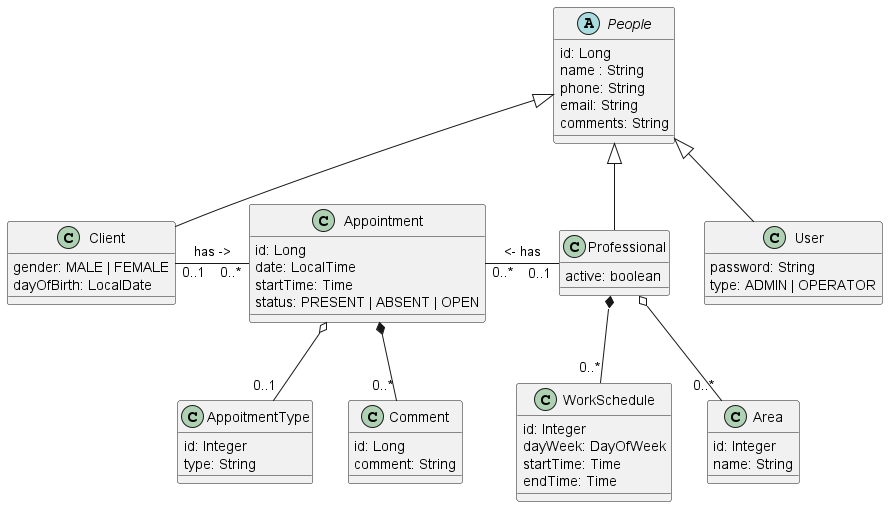 A People
id: Long
name : String
phone: String
email: String
comments: String
C Client
gender: MALE | FEMALE
dayOfBirth: LocalDate
has ->
0..1 0..*
C Appointment
id: Long
date: LocalTime
startTime: Time
status: PRESENT | ABSENT | OPEN
<- has
0..* 0..1
C Professional
active: boolean
C User
password: String
type: ADMIN | OPERATOR
0..1
0..*
0..*
0..*
C AppoitmentType
id: Integer
type: String
C Comment
id: Long
comment: String
C WorkSchedule
id: Integer
dayWeek: DayOfWeek
startTime: Time
endTime: Time
C Area
id: Integer
name: String